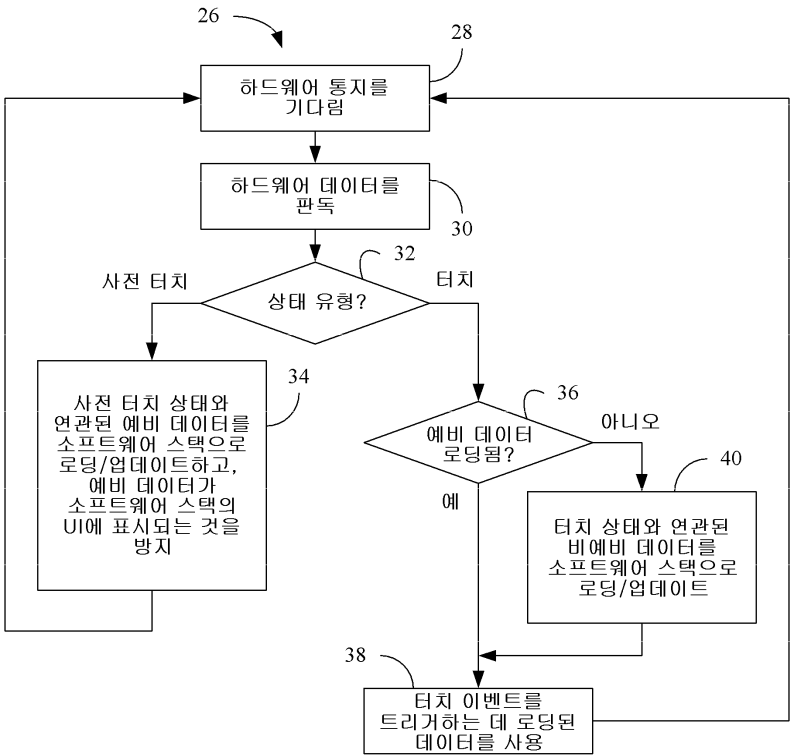 26
28
하드웨어 통지를
기다림
하드웨어 데이터를
판독
30
32
사전 터치
터치
상태 유형?
34
사전 터치 상태와
연관된 예비 데이터를
소프트웨어 스택으로
로딩/업데이트하고,
예비 데이터가
소프트웨어 스택의
UI에 표시되는 것을
방지
36
예비 데이터
로딩됨?
아니오
예
40
터치 상태와 연관된
비예비 데이터를
소프트웨어 스택으로
로딩/업데이트
38
터치 이벤트를
트리거하는 데 로딩된
데이터를 사용